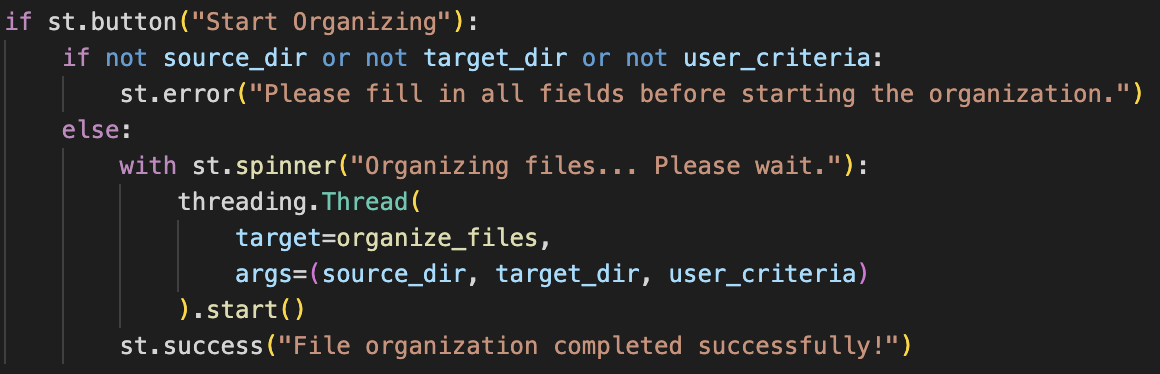 if st.button("Start Organizing"):
    if not source_dir or not target_dir or not user_criteria:
        st.error("Please fill in all fields before starting the organization.")
    else:
        with st.spinner("Organizing files... Please wait."):
            threading.Thread(
                target=organize_files,
                args=(source_dir, target_dir, user_criteria)
            ).start()
        st.success("File organization completed successfully!")